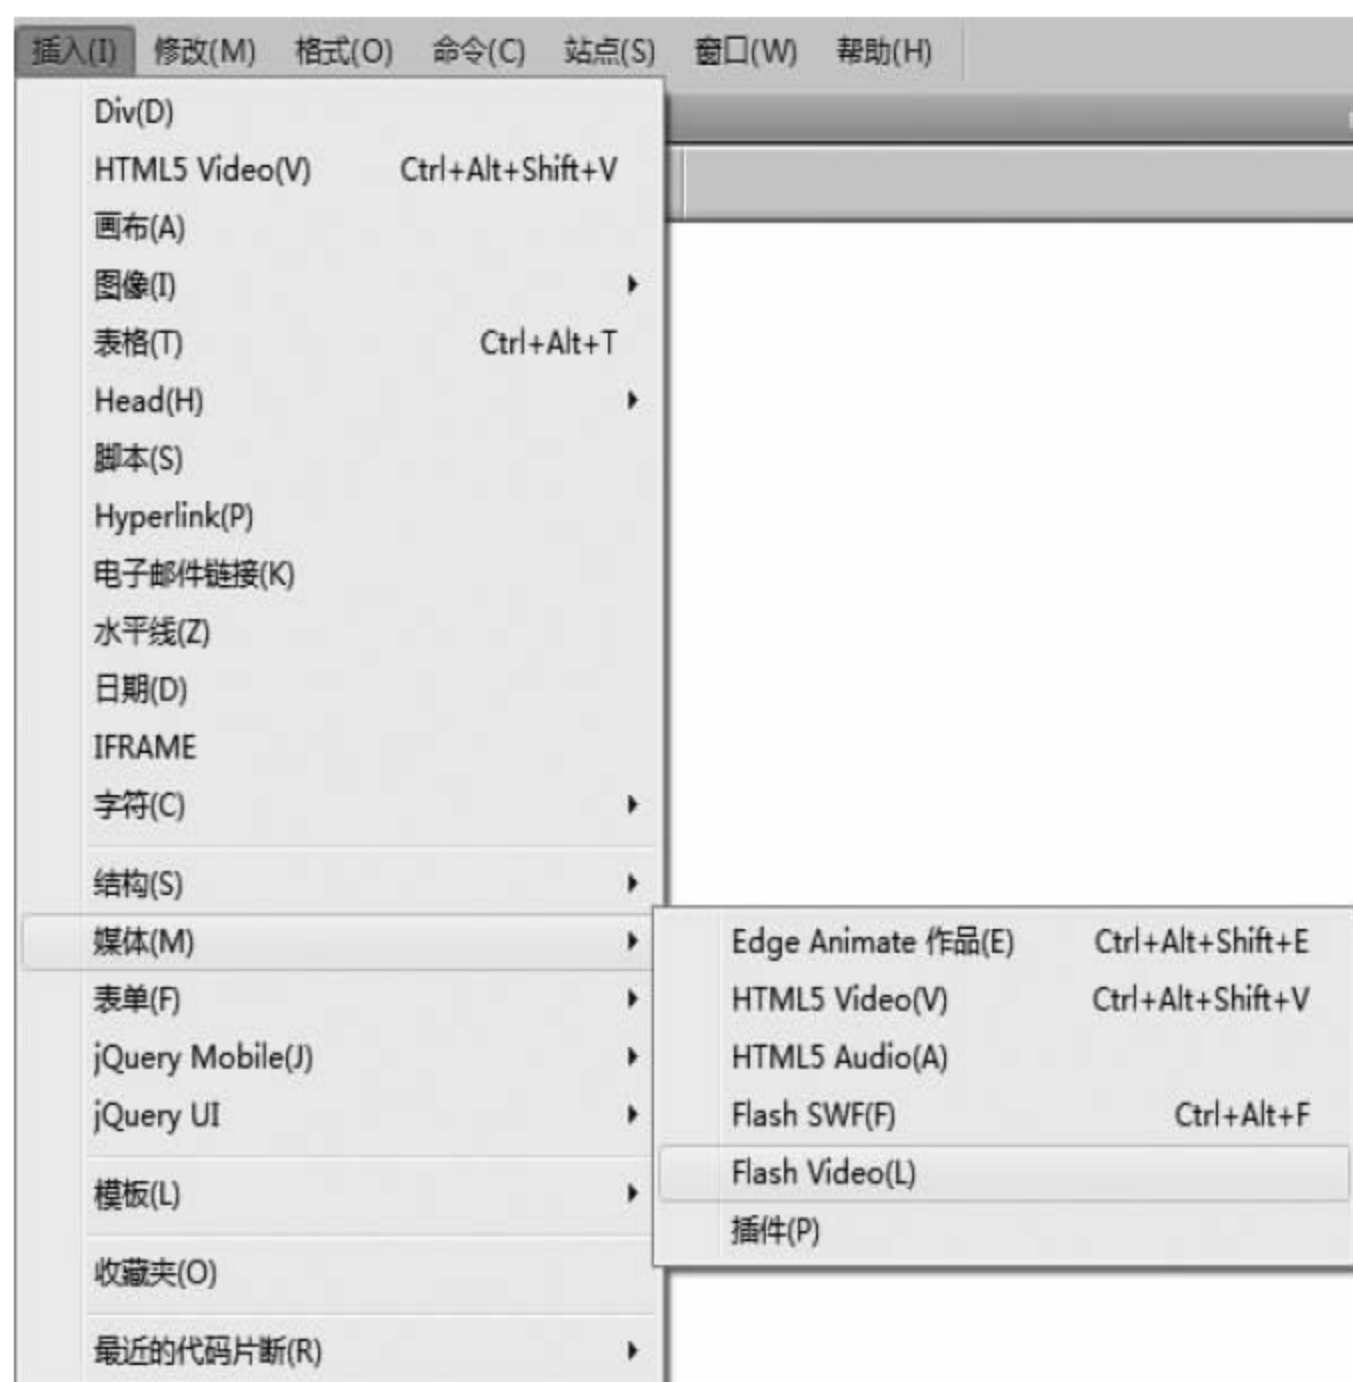 插入(I) 修改(M) 格式(O) 命令(C) 站点(S) 窗口(W) 帮助(H)
Div(D)
HTML5 Video(V) Ctrl+Alt+Shift+V
画布(A)
图像(I)
表格(T) Ctrl+Alt+T
Head(H)
脚本(S)
Hyperlink(P)
电子邮件链接(K)
水平线(Z)
日期(D)
IFRAME
字符(C)
结构(S)
媒体(M)
表单(F)
jQuery Mobile(J)
jQuery UI
模板(L)
收藏夹(O)
最近的代码片断(R)
Edge Animate 作品(E) Ctrl+Alt+Shift+E
HTML5 Video(V) Ctrl+Alt+Shift+V
HTML5 Audio(A)
Flash SWF(F) Ctrl+Alt+F
Flash Video(L)
插件(P)